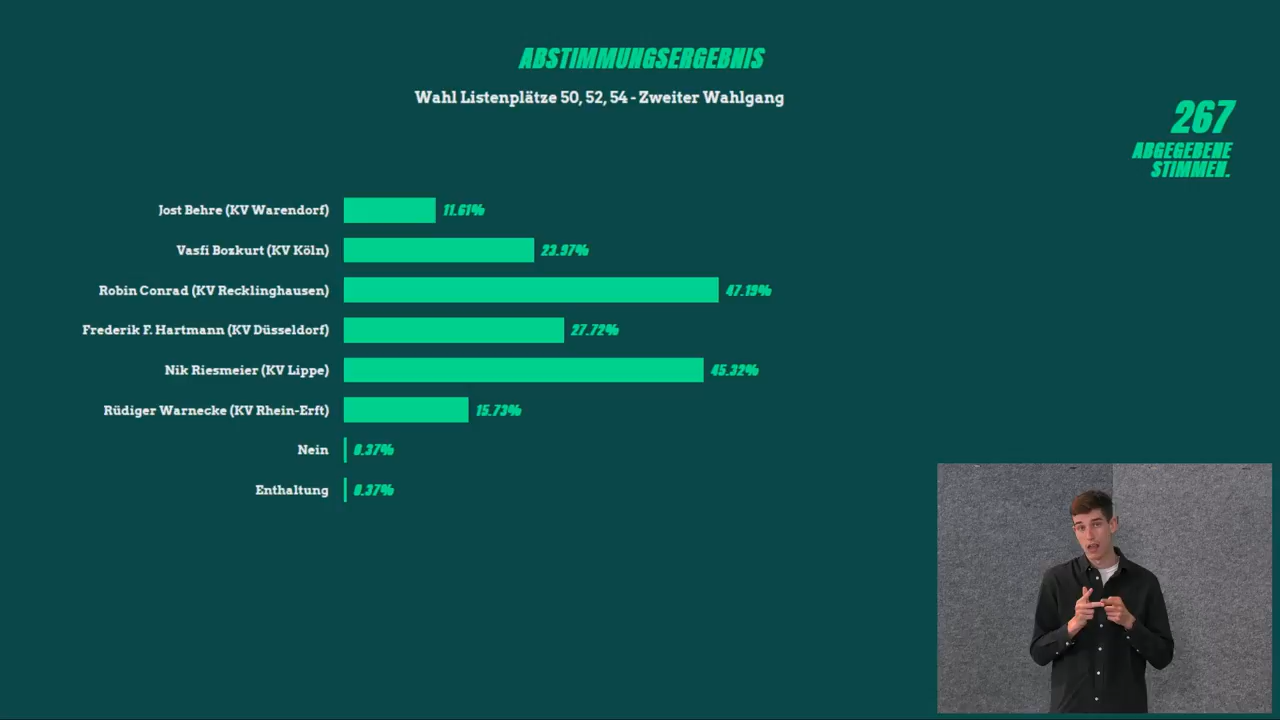 ABSTIMMUNGSERGEBNIS
Wahl Listenplätze 50, 52, 54 - Zweiter Wahlgang
267
ABGEGEBENE
STIMMEN.
Jost Behre (KV Warendorf) 11.61%
Vasfi Bozkurt (KV Köln) 23.97%
Robin Conrad (KV Recklinghausen) 47.19%
Frederik F. Hartmann (KV Düsseldorf) 27.72%
Nik Riesmeier (KV Lippe) 45.32%
Rüdiger Warnecke (KV Rhein-Erft) 15.73%
Nein 0.37%
Enthaltung 0.37%